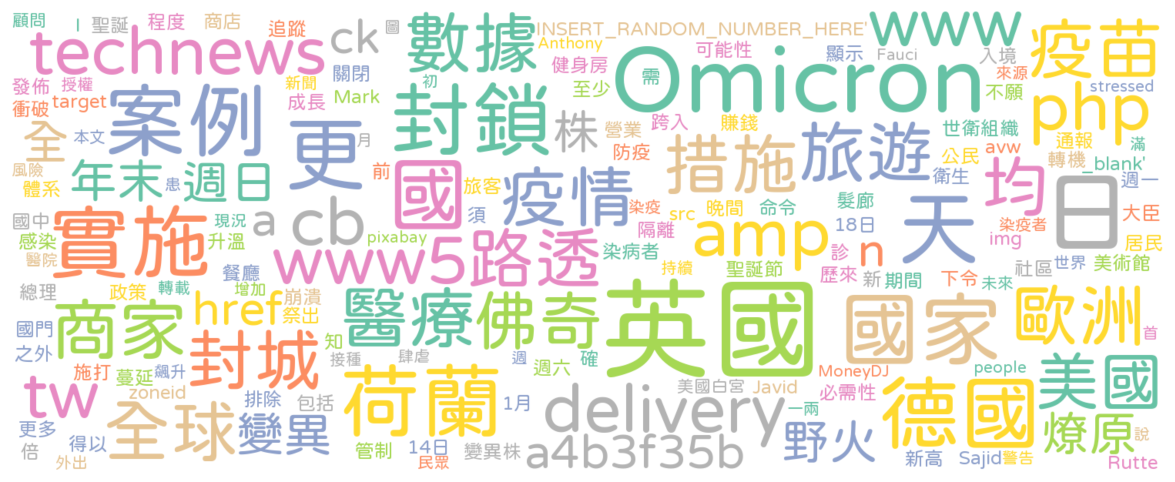 顧問
I
聖誕
程度
商店
追蹤
ck
圖
數據
INSERT_RANDOM_NUMBER_HERE'
www
疫苗
technews
Anthony
可能性
顯示
Fauci
入境
發佈
授權
新聞
關閉
初
健身房
需
Omicron
來源
衝破
target
案例
成長
Mark
封鎖
至少
不願
stressed
php
全
本文
更
月
株
營業
跨入
賺錢
世衛組織
通報
滿
風險
年末
週日
前
防疫
措施
旅遊
公民
avw
轉機
_blank'
體系
患
國
旅客
疫情
衛生
均
日
週一
國中
現況
a
cb
須
染疫
src
晚間
命令
髮廊
天
染疫者
大臣
感染
實施
升溫
pixabay
隔離
amp
18日
img
居民
醫院
餐廳
www5路透
染病者
診
n
社區
美術館
總理
政策
轉載
增加
持續
聖誕節
歷來
新
期間
下令
未來
世界
國門
商家
href
崩潰
祭出
醫療
佛奇
英國
國家
歐洲
首
之外
封城
知
接種
肆虐
週
確
施打
蔓延
飆升
週六
MoneyDJ
people
美國
tw
zoneid
荷蘭
美國白宮
Javid
必需性
德國
全球
排除
包括
1月
delivery
一兩
更多
得以
變異
14日
野火
燎原
說
倍
外出
管制
民眾
變異株
a4b3f35b
新高
Sajid
警告
Rutte